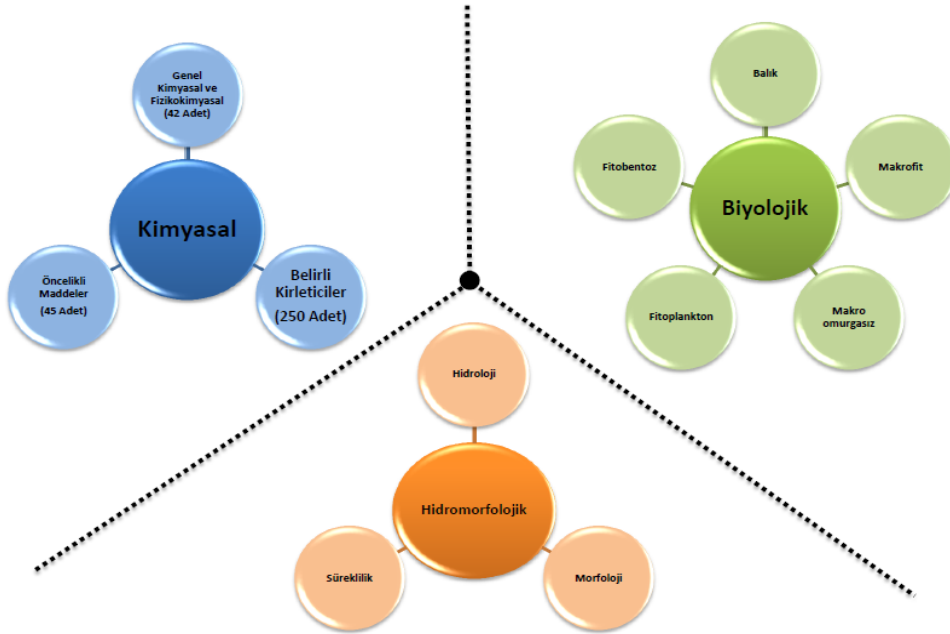 Genel
Kimyasal ve
Fizikokimyasal
(42 Adet)
Kimyasal
Öncelikli
Maddeler
(45 Adet)
Belirli
Kirleticiler
(250 Adet)
Balık
Fitobentoz
Makrofit
Biyolojik
Fitoplankton
Makro
omurgasız
Hidroloji
Hidromorfolojik
Süreklilik
Morfoloji